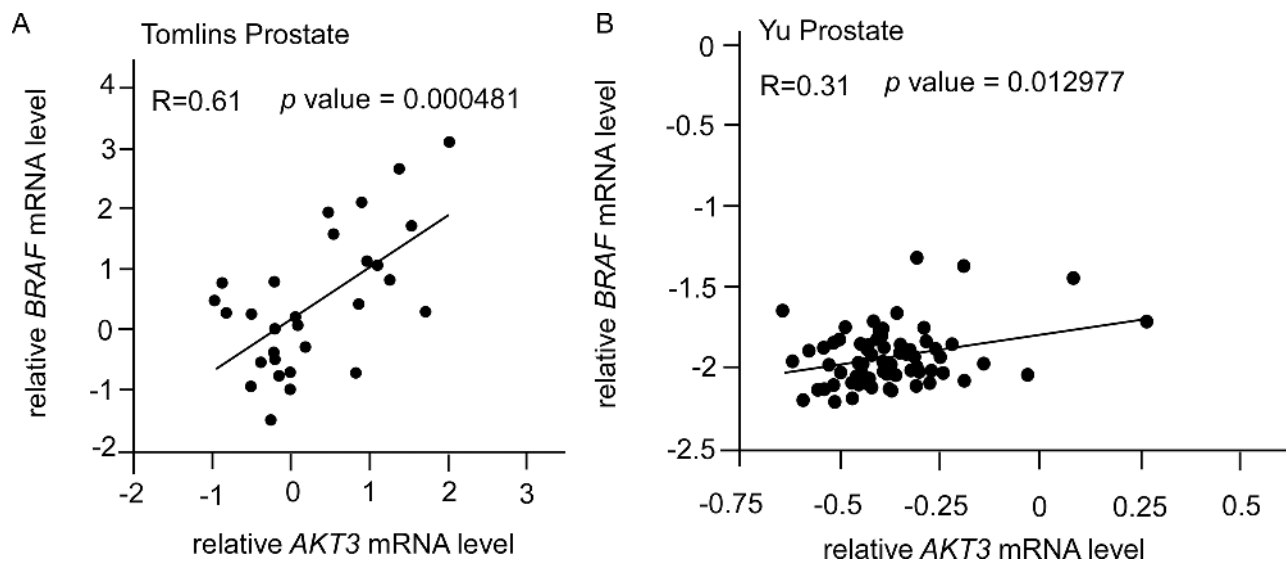 A
Tomlins Prostate
R=0.61 p value = 0.000481
relative BRAF mRNA level
4
3
2
1
0
-1
-2
-2 -1 0 1 2 3
relative AKT3 mRNA level
B
Yu Prostate
R=0.31 p value = 0.012977
relative BRAF mRNA level
0
-0.5
-1
-1.5
-2
-2.5
-0.75 -0.5 -0.25 0 0.25 0.5
relative AKT3 mRNA level